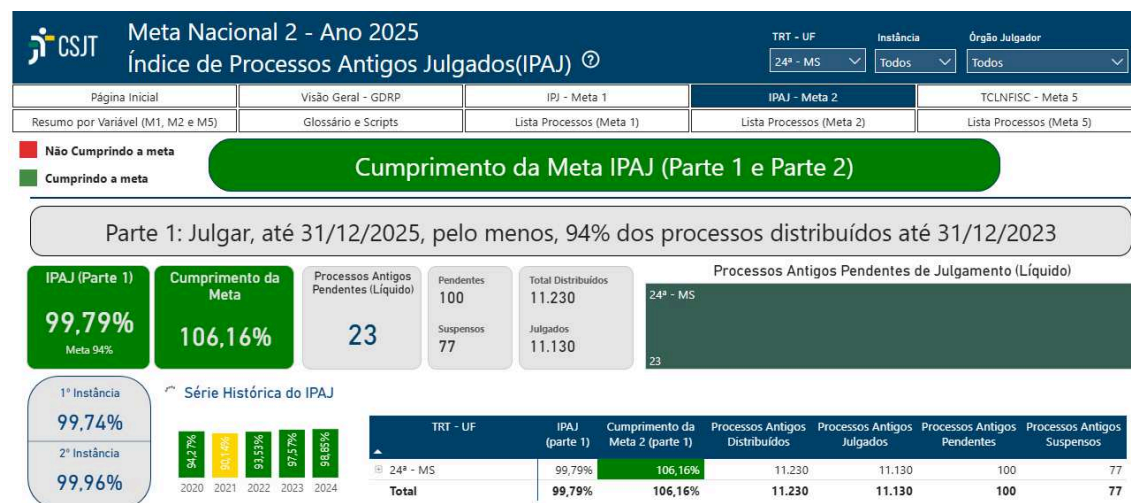 CSJT
Meta Nacional 2 - Ano 2025
Índice de Processos Antigos Julgados(IPAJ) ?
TRT - UF
24ª - MS
Instância
Todos
Órgão Julgador
Todos
Página Inicial
Visão Geral - GDRP
IPJ - Meta 1
IPAJ - Meta 2
TCLNFISC - Meta 5
Resumo por Variável (M1, M2 e M5)
Glossário e Scripts
Lista Processos (Meta 1)
Lista Processos (Meta 2)
Lista Processos (Meta 5)
Não Cumprindo a meta
Cumprindo a meta
Cumprimento da Meta IPAJ (Parte 1 e Parte 2)
Parte 1: Julgar, até 31/12/2025, pelo menos, 94% dos processos distribuídos até 31/12/2023
IPAJ (Parte 1)
99,79%
Meta 94%
Cumprimento da
Meta
106,16%
Processos Antigos
Pendentes (Líquido)
23
Pendentes
100
Suspensos
77
Total Distribuídos
11.230
Julgados
11.130
Processos Antigos Pendentes de Julgamento (Líquido)
24ª - MS
23
1º Instância
99,74%
2º Instância
99,96%
Série Histórica do IPAJ
94,27%
90,14%
93,53%
97,57%
98,85%
2020 2021 2022 2023 2024
TRT - UF
IPAJ
(parte 1)
Cumprimento da
Meta 2 (parte 1)
Processos Antigos
Distribuídos
Processos Antigos
Julgados
Processos Antigos
Pendentes
Processos Antigos
Suspensos
24ª - MS 99,79% 106,16% 11.230 11.130 100 77
Total 99,79% 106,16% 11.230 11.130 100 77